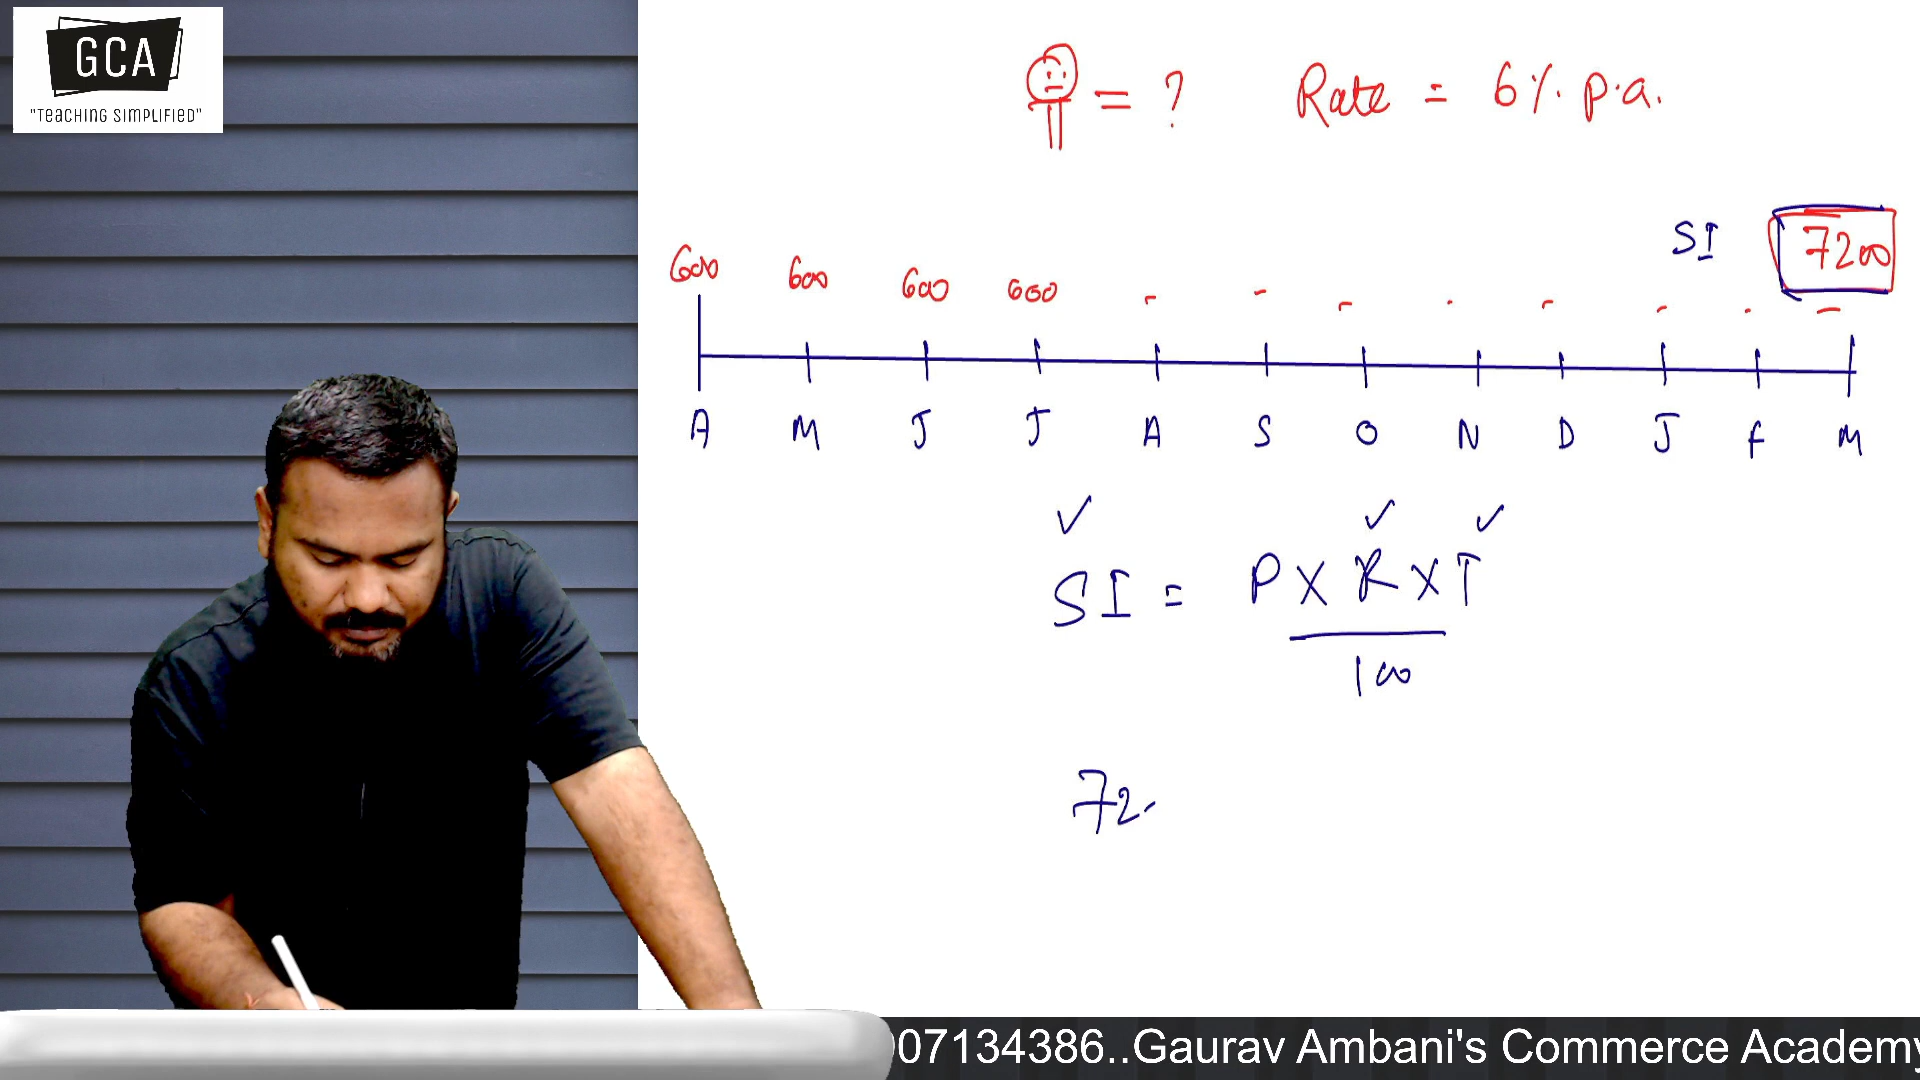 GCA
"TEACHING SIMPLIFIED"
= ? Rate = 6% p.a.
SI 7200
600 600 600 600
A M J J A S O N D J F M
SI = P X R X T
100
72
07134386..Gaurav Ambani's Commerce Academy